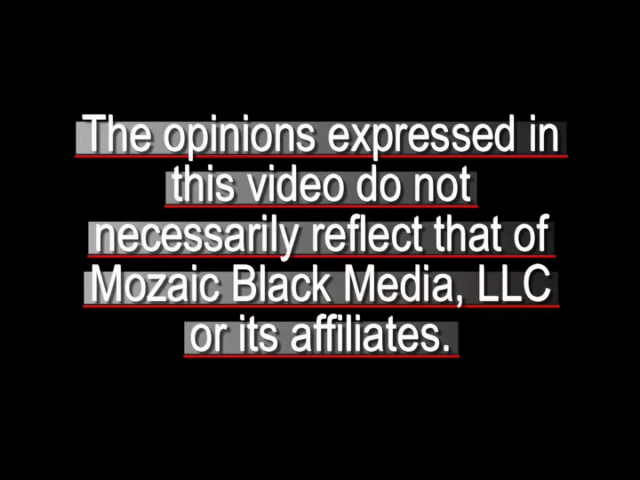 The opinions expressed in
this video do not
necessarily reflect that of
Mozaic Black Media, LLC
or its affiliates.